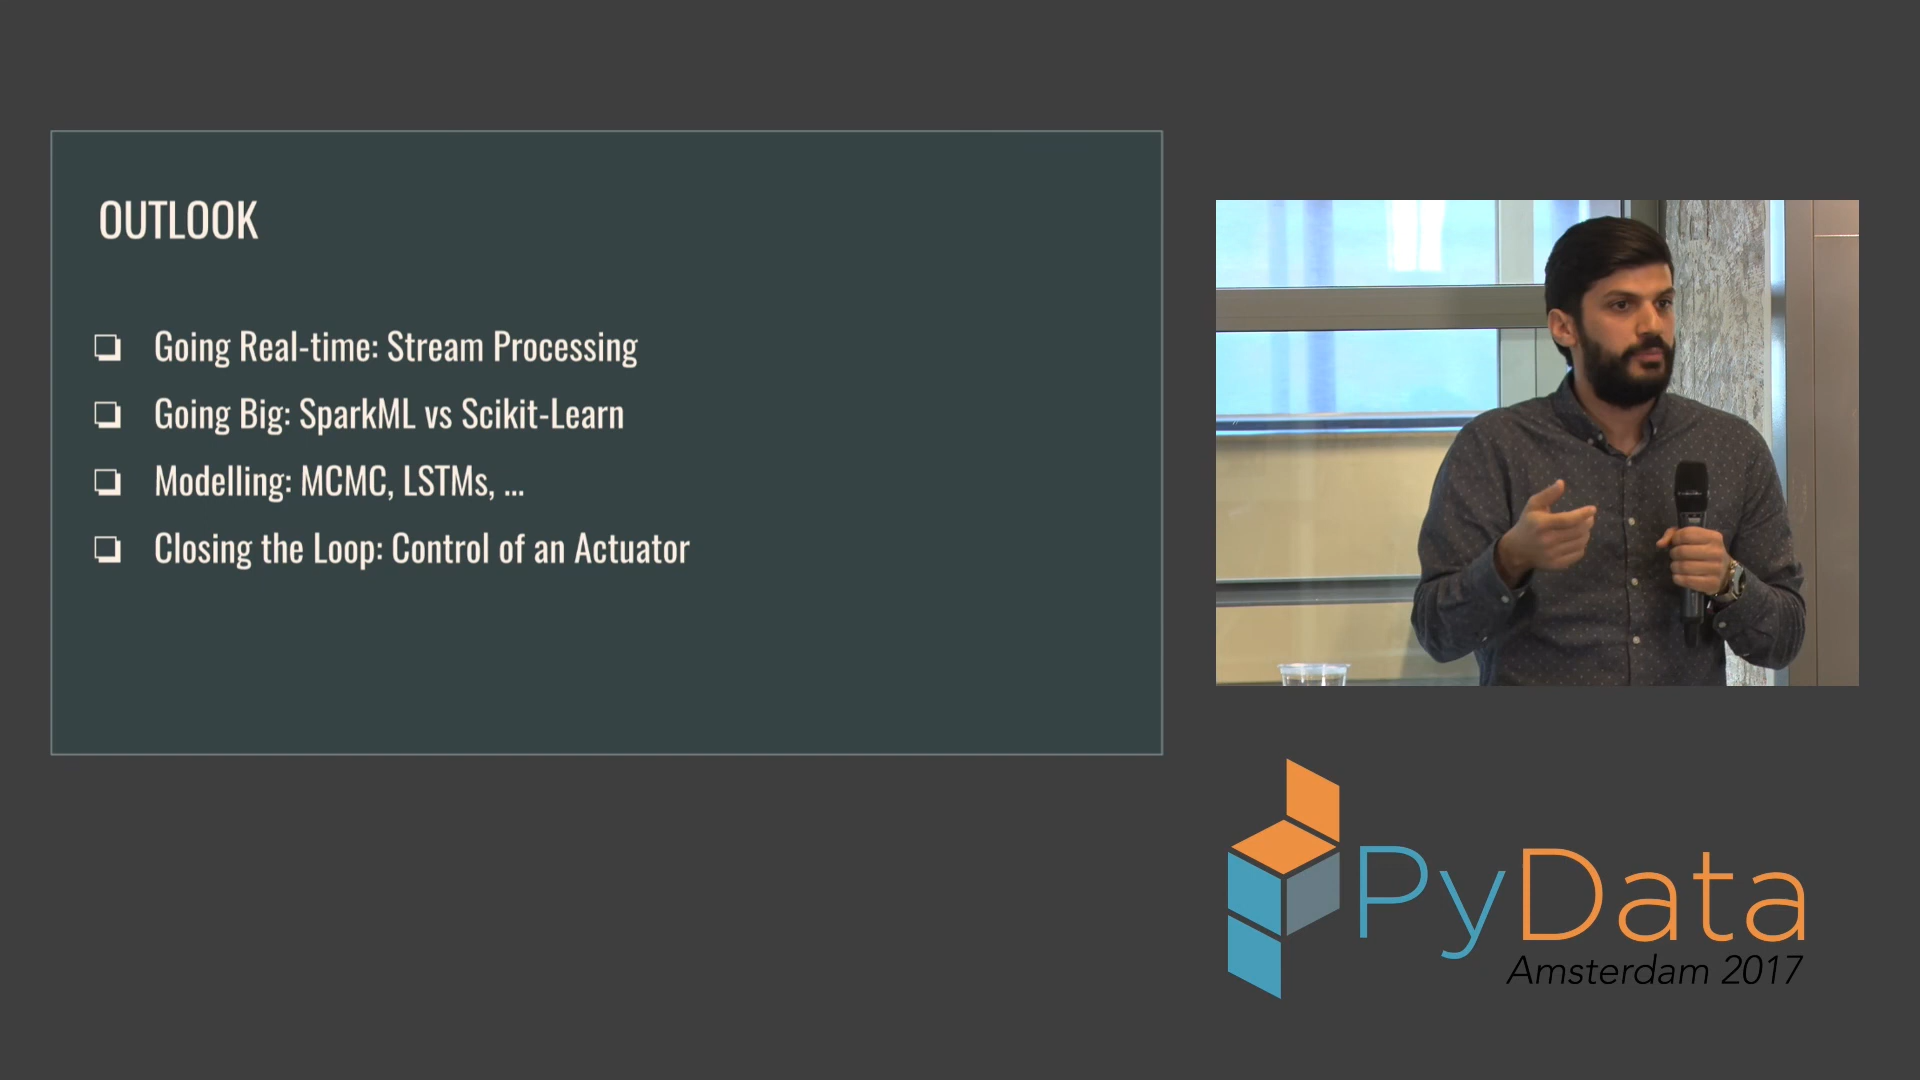 OUTLOOK
❏ Going Real-time: Stream Processing
❏ Going Big: SparkML vs Scikit-Learn
❏ Modelling: MCMC, LSTMs, ...
❏ Closing the Loop: Control of an Actuator
PyData
Amsterdam 2017